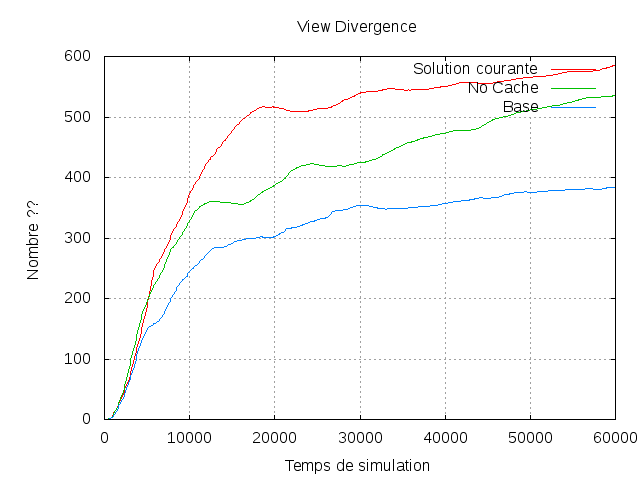 View Divergence
Solution courante
No Cache
Base
600
500
400
300
200
100
0
Nombre ??
0 10000 20000 30000 40000 50000 60000
Temps de simulation